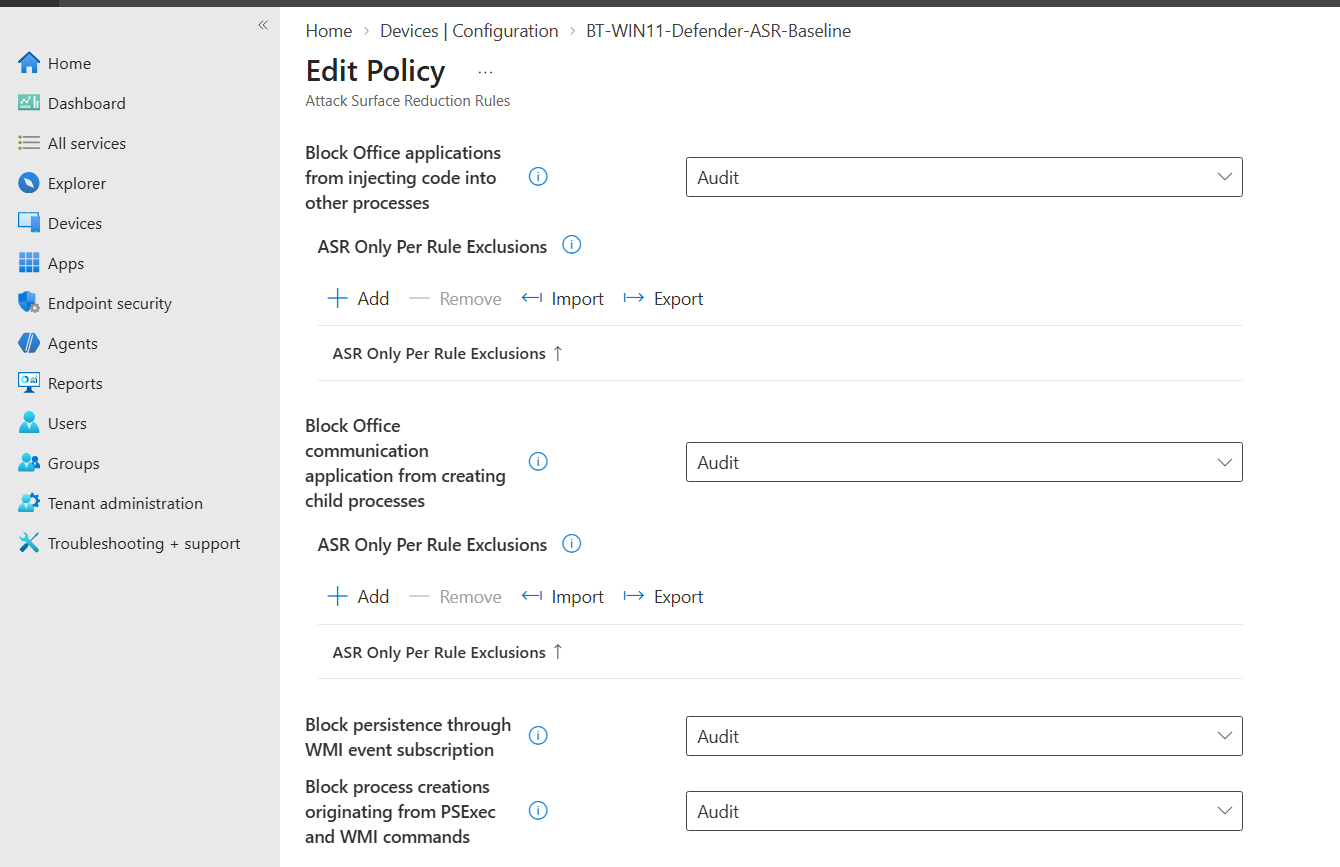 «
Home
Dashboard
All services
Explorer
Devices
Apps
Endpoint security
Agents
Reports
Users
Groups
Tenant administration
Troubleshooting + support
Home > Devices | Configuration > BT-WIN11-Defender-ASR-Baseline
Edit Policy ...
Attack Surface Reduction Rules
Block Office applications
from injecting code into
other processes
Audit
ASR Only Per Rule Exclusions
Add Remove Import Export
ASR Only Per Rule Exclusions ↑
Block Office
communication
application from creating
child processes
Audit
ASR Only Per Rule Exclusions
Add Remove Import Export
ASR Only Per Rule Exclusions ↑
Block persistence through
WMI event subscription
Audit
Block process creations
originating from PSExec
and WMI commands
Audit